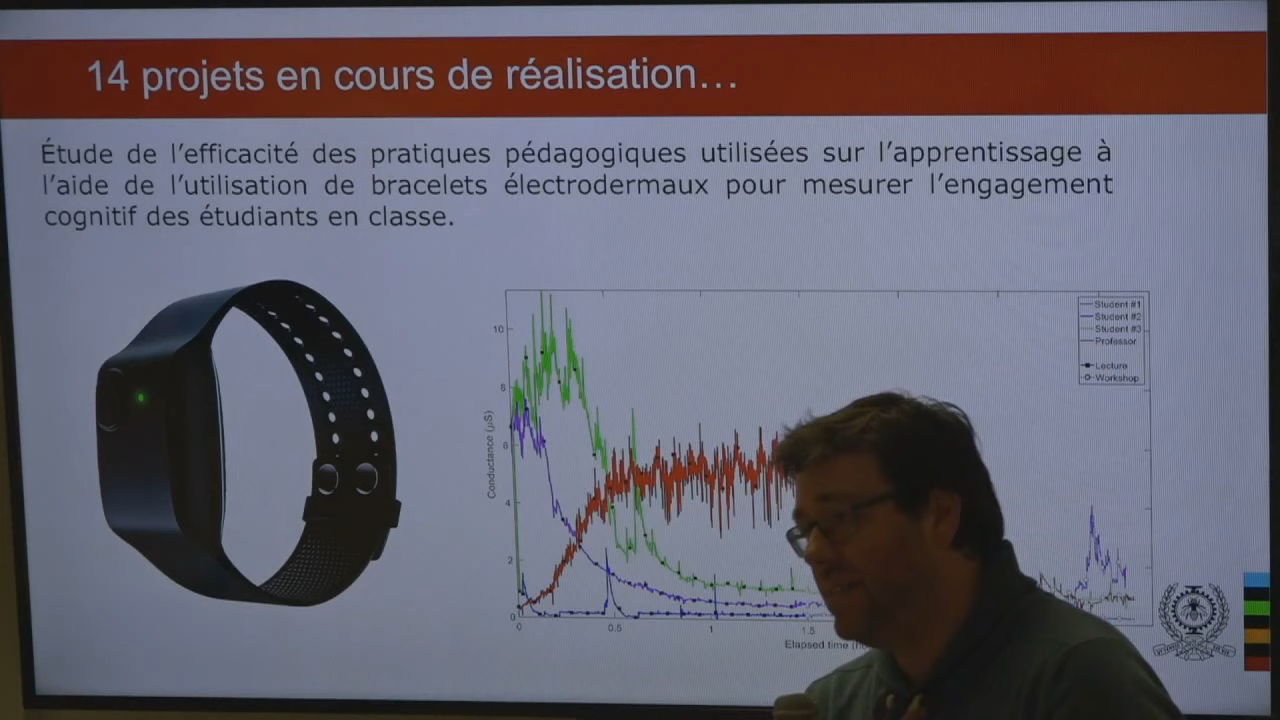 14 projets en cours de réalisation…
Étude de l’efficacité des pratiques pédagogiques utilisées sur l’apprentissage à
l’aide de l’utilisation de bracelets électrodermaux pour mesurer l’engagement
cognitif des étudiants en classe.
Student #1
Student #2
Student #3
Professor
Lecture
Workshop
Conductance (µS)
10
8
6
4
2
0
0 0.5 1 1.5
Elapsed time